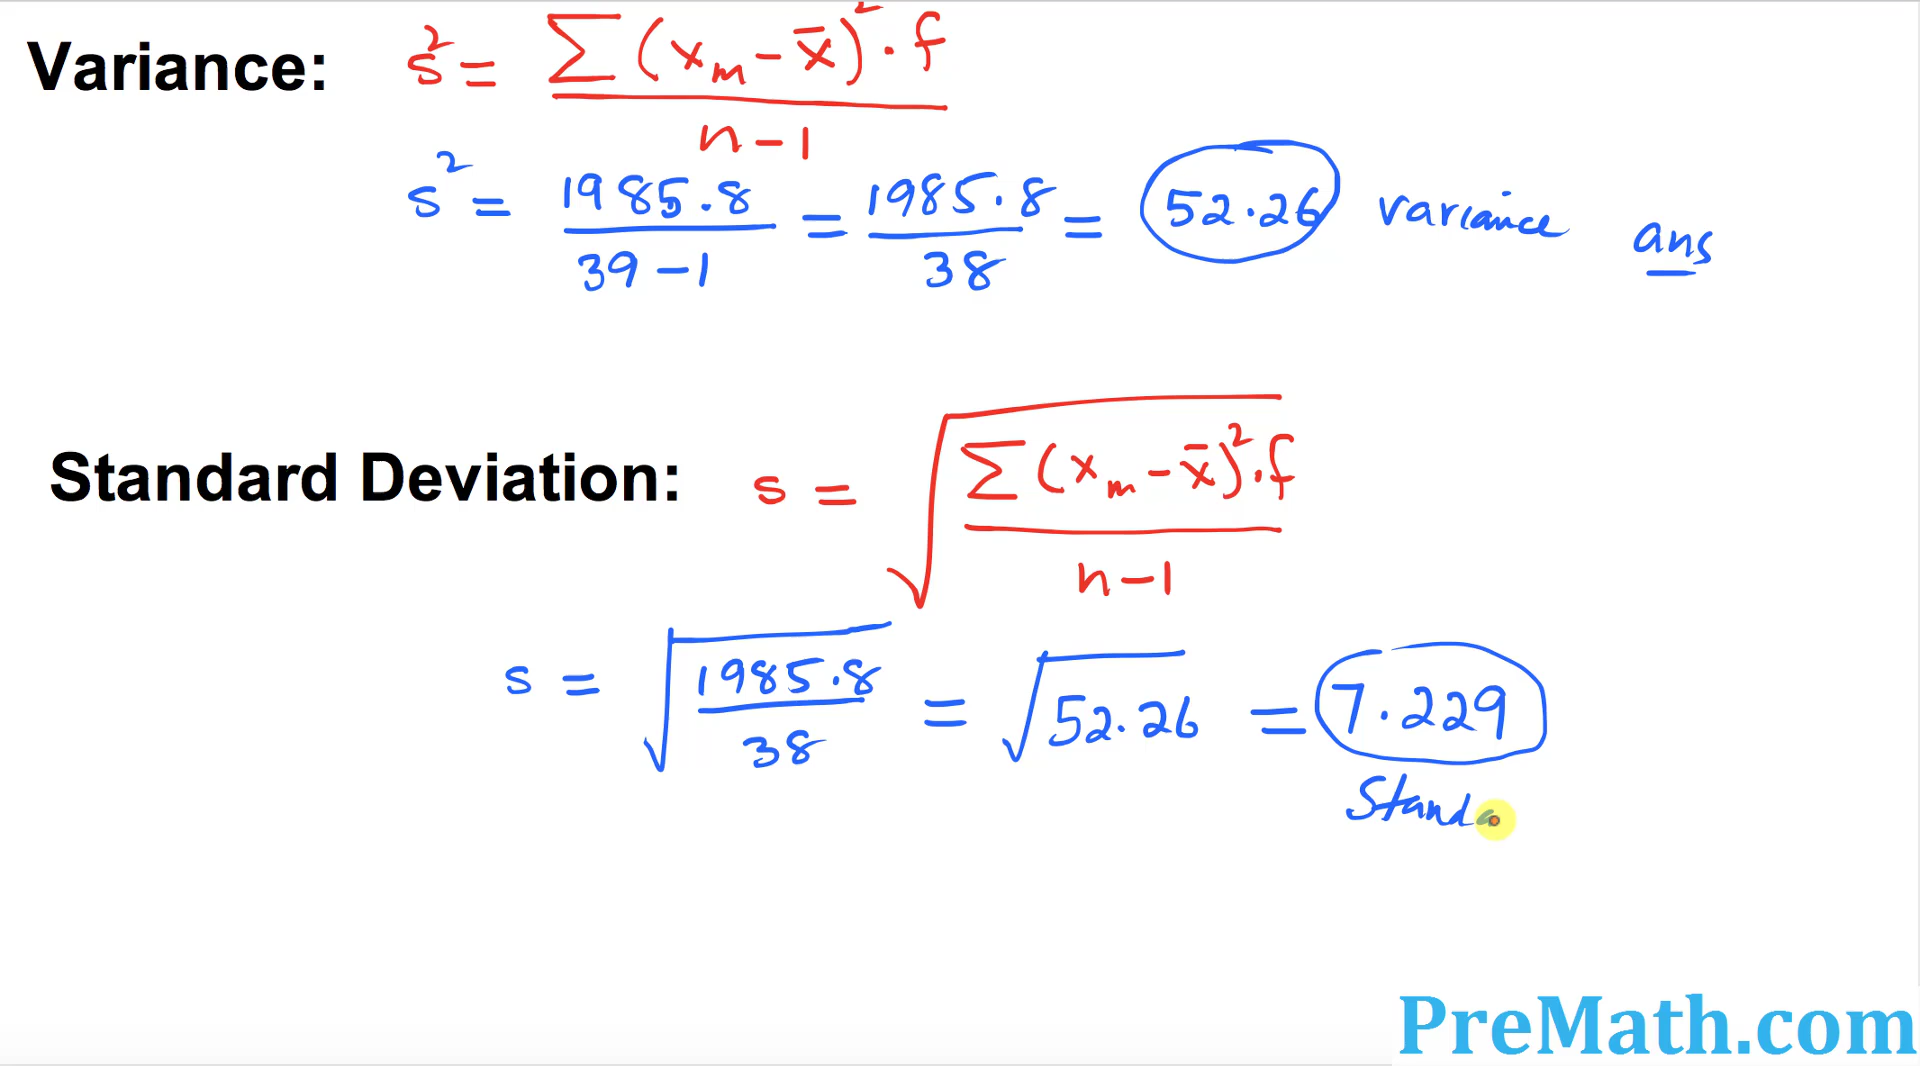 Variance: s² = Σ(xₘ - x̄)²·f / n-1
s² = 1985.8 / 39-1 = 1985.8 / 38 = 52.26 variance ans
Standard Deviation: s = √(Σ(xₘ - x̄)²·f / n-1)
s = √(1985.8 / 38) = √52.26 = 7.229
Stand
PreMath.com